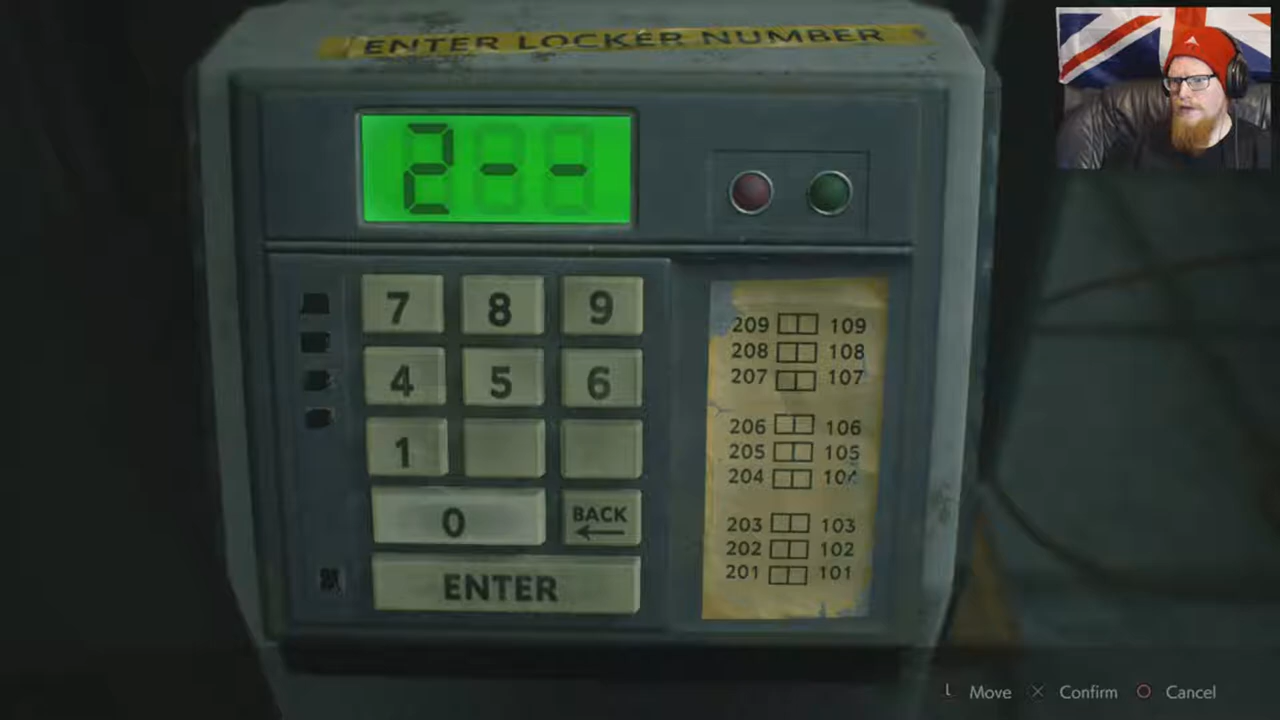 ENTER LOCKER NUMBER
2--
7 8 9
4 5 6
1
0 BACK
ENTER
209 109
208 108
207 107
206 106
205 105
204 104
203 103
202 102
201 101
Move Confirm Cancel